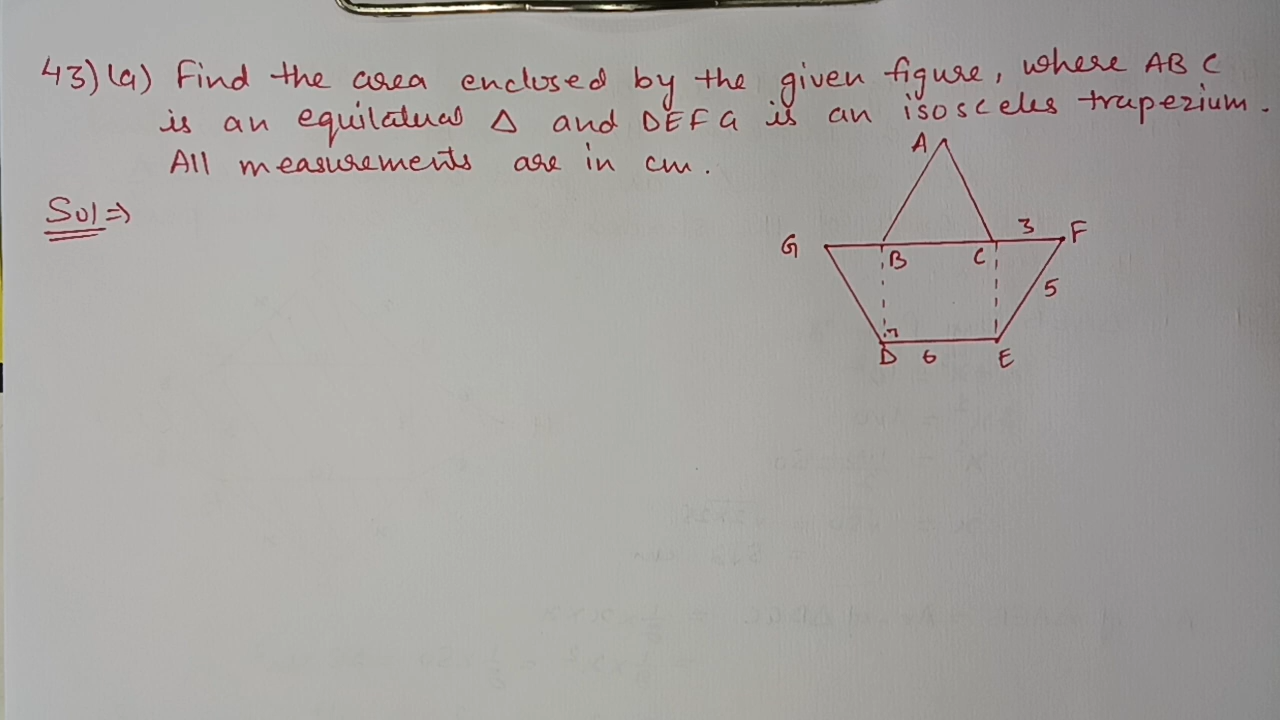 43) (a) Find the area enclosed by the given figure, where ABC
is an equilateral Δ and DEFG is an isosceles trapezium.
All measurements are in cm.
Sol ⇒
A
G B C 3 F
5
D 6 E